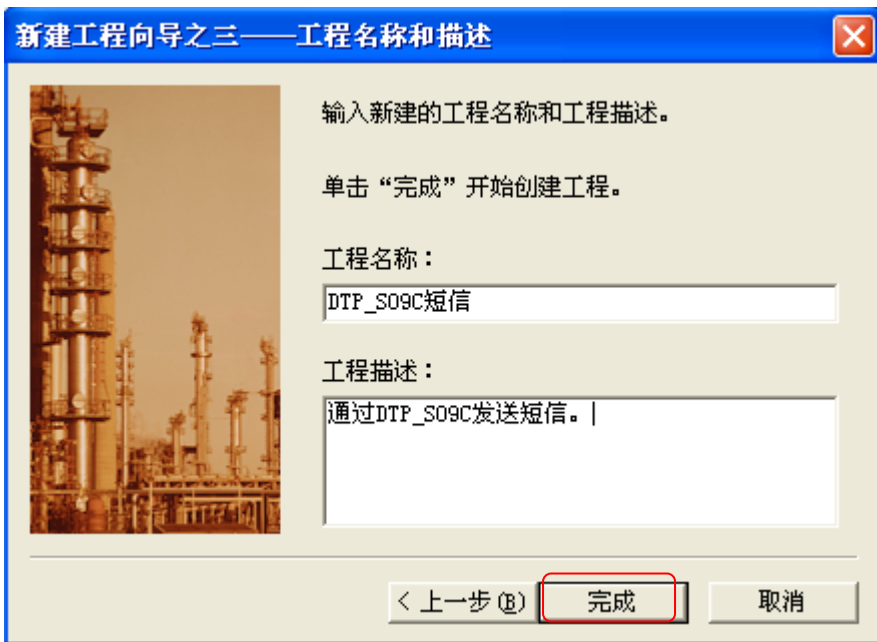 新建工程向导之三——工程名称和描述
输入新建的工程名称和工程描述。
单击“完成”开始创建工程。
工程名称：
DTP_S09C短信
工程描述：
通过DTP_S09C发送短信。
< 上一步(B)
完成
取消